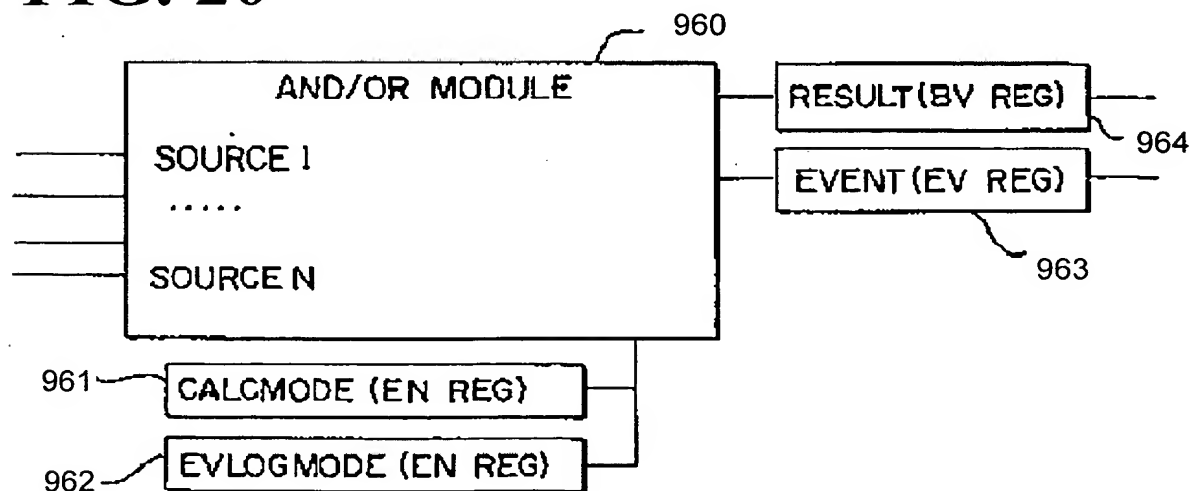 960
AND/OR MODULE
RESULT(BV REG)
964
SOURCE 1
.....
EVENT(EV REG)
963
SOURCE N
961
CALCMODE (EN REG)
962
EVLOGMODE (EN REG)